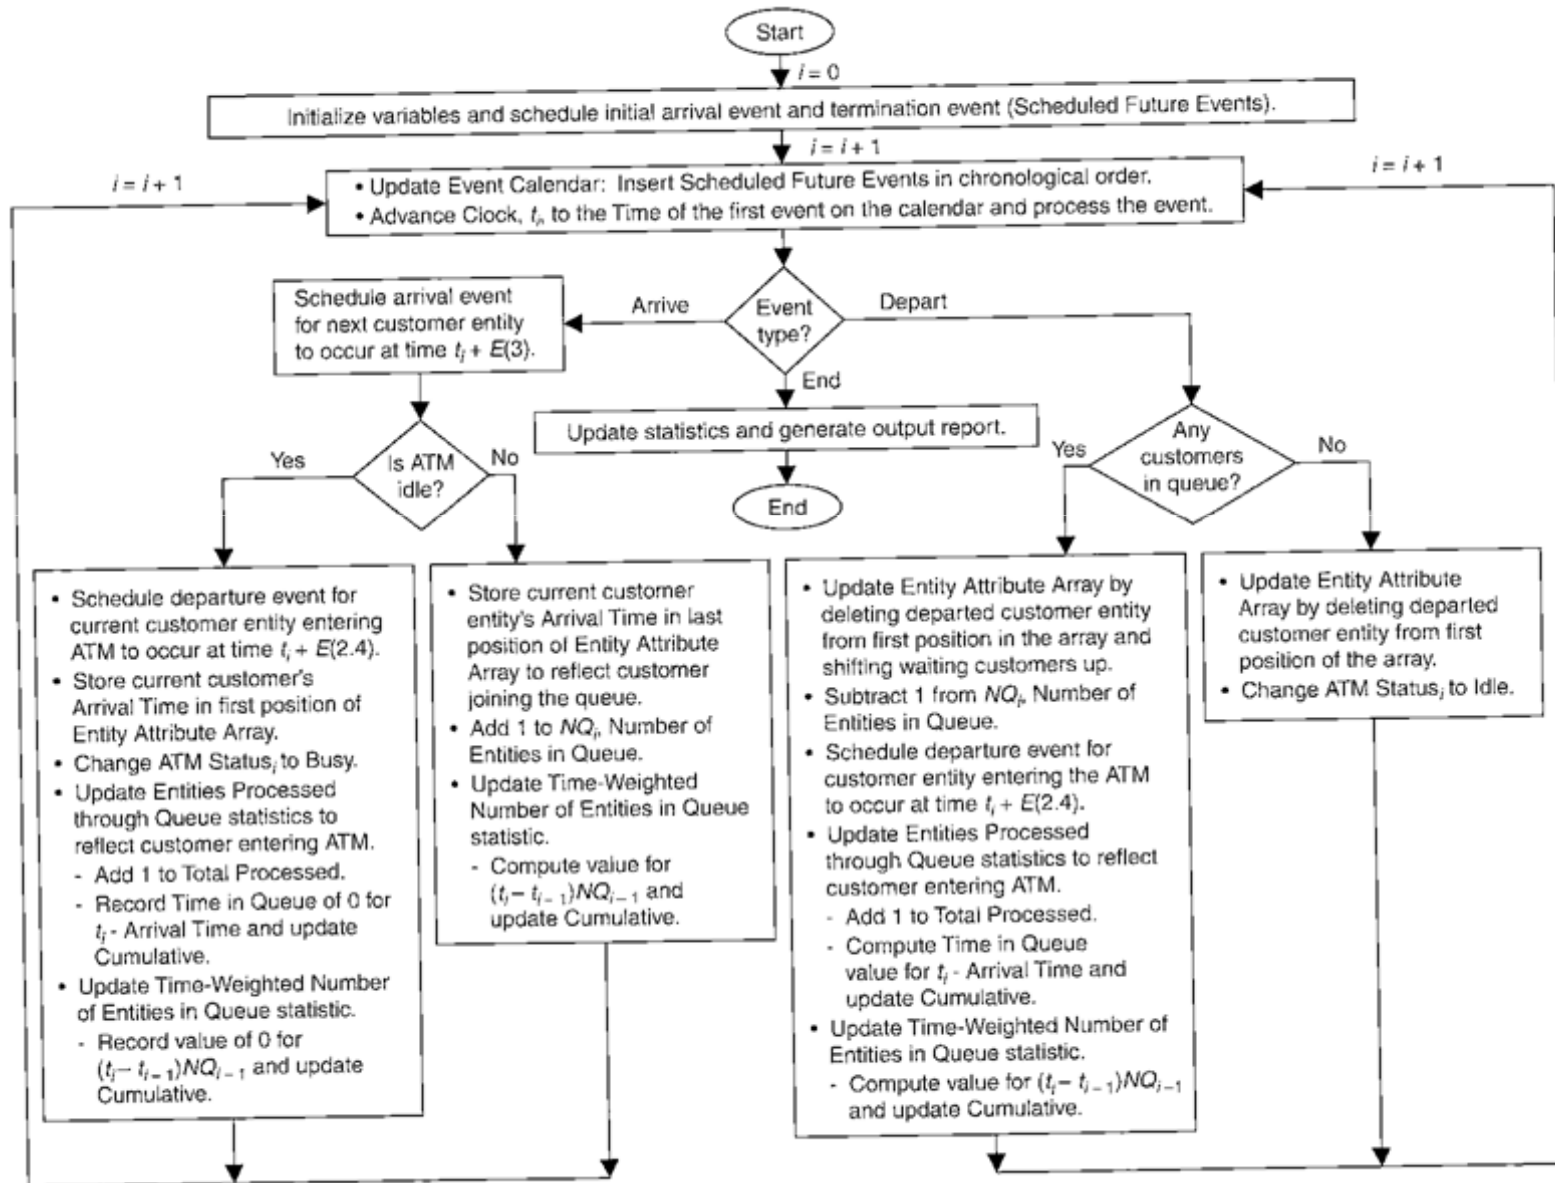 Start
i = 0
Initialize variables and schedule initial arrival event and termination event (Scheduled Future Events).
i = i + 1
i = i + 1
i = i + 1
• Update Event Calendar: Insert Scheduled Future Events in chronological order.
• Advance Clock, tᵢ, to the Time of the first event on the calendar and process the event.
Schedule arrival event
for next customer entity
to occur at time tᵢ + E(3).
Arrive
Event
type?
Depart
End
Update statistics and generate output report.
End
Yes
Is ATM
idle?
No
Yes
Any
customers
in queue?
No
• Schedule departure event for
current customer entity entering
ATM to occur at time tᵢ + E(2.4).
• Store current customer's
Arrival Time in first position of
Entity Attribute Array.
• Change ATM Statusᵢ to Busy.
• Update Entities Processed
through Queue statistics to
reflect customer entering ATM.
- Add 1 to Total Processed.
- Record Time in Queue of 0 for
tᵢ - Arrival Time and update
Cumulative.
• Update Time-Weighted Number
of Entities in Queue statistic.
- Record value of 0 for
(tᵢ – tᵢ₋₁)NQᵢ₋₁ and update
Cumulative.
• Store current customer
entity's Arrival Time in last
position of Entity Attribute
Array to reflect customer
joining the queue.
• Add 1 to NQᵢ, Number of
Entities in Queue.
• Update Time-Weighted
Number of Entities in Queue
statistic.
- Compute value for
(tᵢ – tᵢ₋₁)NQᵢ₋₁ and
update Cumulative.
• Update Entity Attribute Array by
deleting departed customer entity
from first position in the array and
shifting waiting customers up.
• Subtract 1 from NQᵢ, Number of
Entities in Queue.
• Schedule departure event for
customer entity entering the ATM
to occur at time tᵢ + E(2.4).
• Update Entities Processed
through Queue statistics to reflect
customer entering ATM.
- Add 1 to Total Processed.
- Compute Time in Queue
value for tᵢ - Arrival Time and
update Cumulative.
• Update Time-Weighted Number of
Entities in Queue statistic.
- Compute value for (tᵢ – tᵢ₋₁)NQᵢ₋₁
and update Cumulative.
• Update Entity Attribute
Array by deleting departed
customer entity from first
position of the array.
• Change ATM Statusᵢ to Idle.